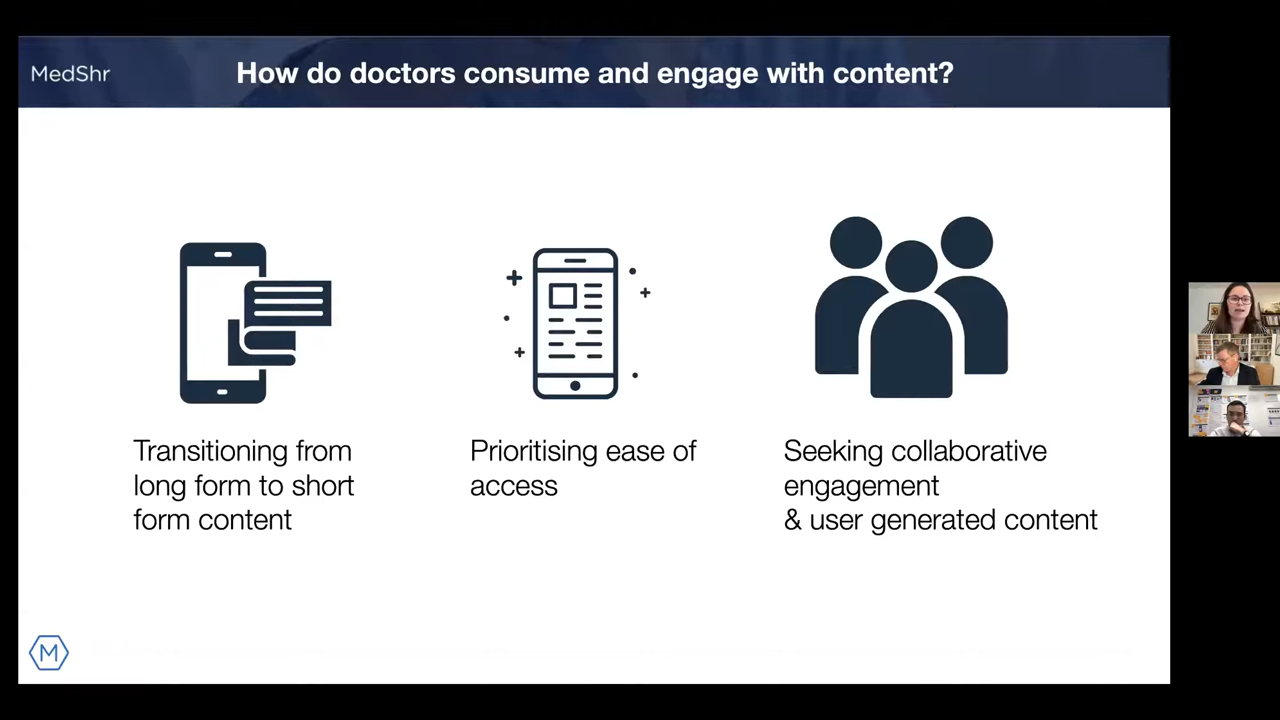 MedShr
How do doctors consume and engage with content?
Transitioning from
long form to short
form content
Prioritising ease of
access
Seeking collaborative
engagement
& user generated content
M